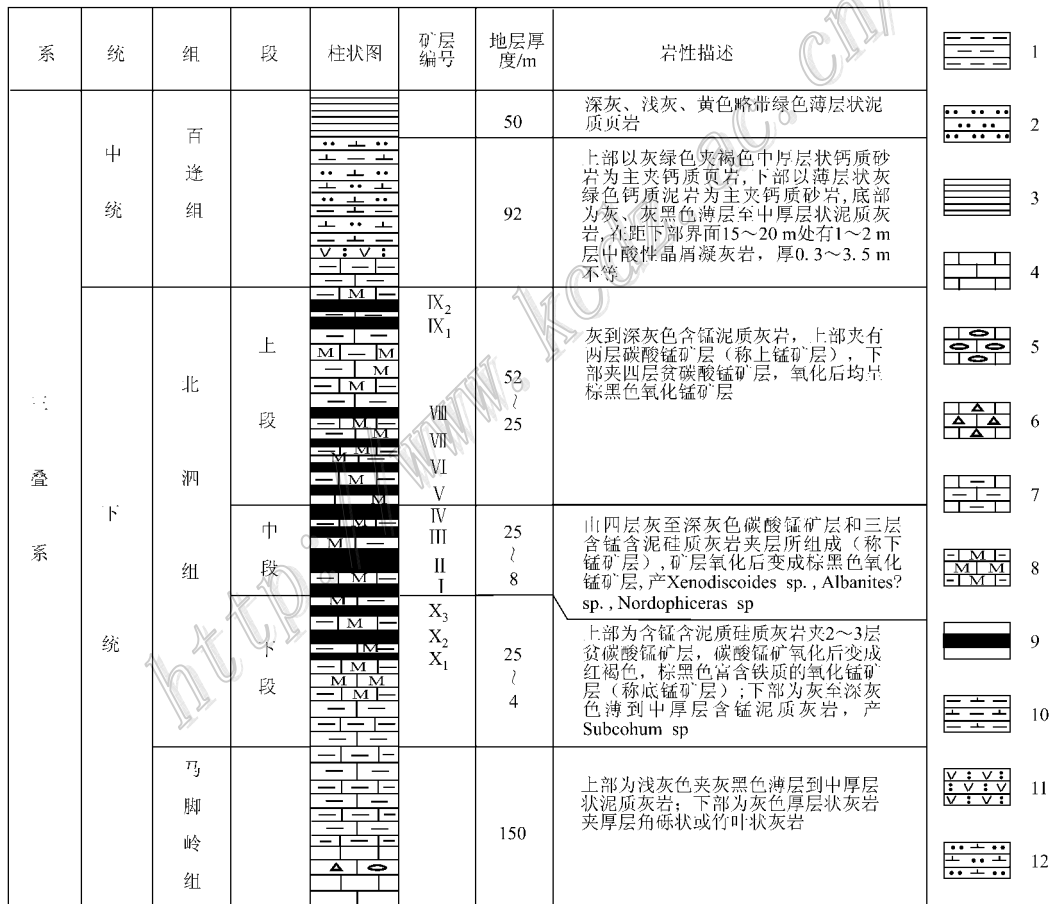 系 统 组 段 柱状图 矿层编号 地层厚度/m 岩性描述
三叠系
中统
下统
百逢组
北泗组
马脚岭组
上段
中段
下段
50
深灰、浅灰、黄色略带绿色薄层状泥
质页岩
92
上部以灰绿色夹褐色中厚层状钙质砂
岩为主夹钙质页岩,下部以薄层状灰
绿色钙质泥岩为主夹钙质砂岩,底部
为灰、灰黑色薄层至中厚层状泥质灰
岩,在距下部界面15～20 m处有1～2 m
层中酸性晶屑凝灰岩，厚0.3～3.5 m
不等
Ⅸ2
Ⅸ1
Ⅷ
Ⅶ
Ⅵ
Ⅴ
52
～
25
灰到深灰色含锰泥质灰岩，上部夹有
两层碳酸锰矿层（称上锰矿层），下
部夹四层贫碳酸锰矿层，氧化后均呈
棕黑色氧化锰矿层
Ⅳ
Ⅲ
Ⅱ
Ⅰ
25
～
8
由四层灰至深灰色碳酸锰矿层和三层
含锰含泥硅质灰岩夹层所组成（称下
锰矿层）,矿层氧化后变成棕黑色氧化
锰矿层,产Xenodiscoides sp., Albanites?
sp., Nordophiceras sp
X3
X2
X1
25
～
4
上部为含锰含泥质硅质灰岩夹2～3层
贫碳酸锰矿层，碳酸锰矿氧化后变成
红褐色，棕黑色富含铁质的氧化锰矿
层（称底锰矿层）;下部为灰至深灰
色薄到中厚层含锰泥质灰岩，产
Subcohum sp
150
上部为浅灰色夹灰黑色薄层到中厚层
状泥质灰岩；下部为灰色厚层状灰岩
夹厚层角砾状或竹叶状灰岩
1
2
3
4
5
6
7
8
9
10
11
12
http://www.kcdz.ac.cn/